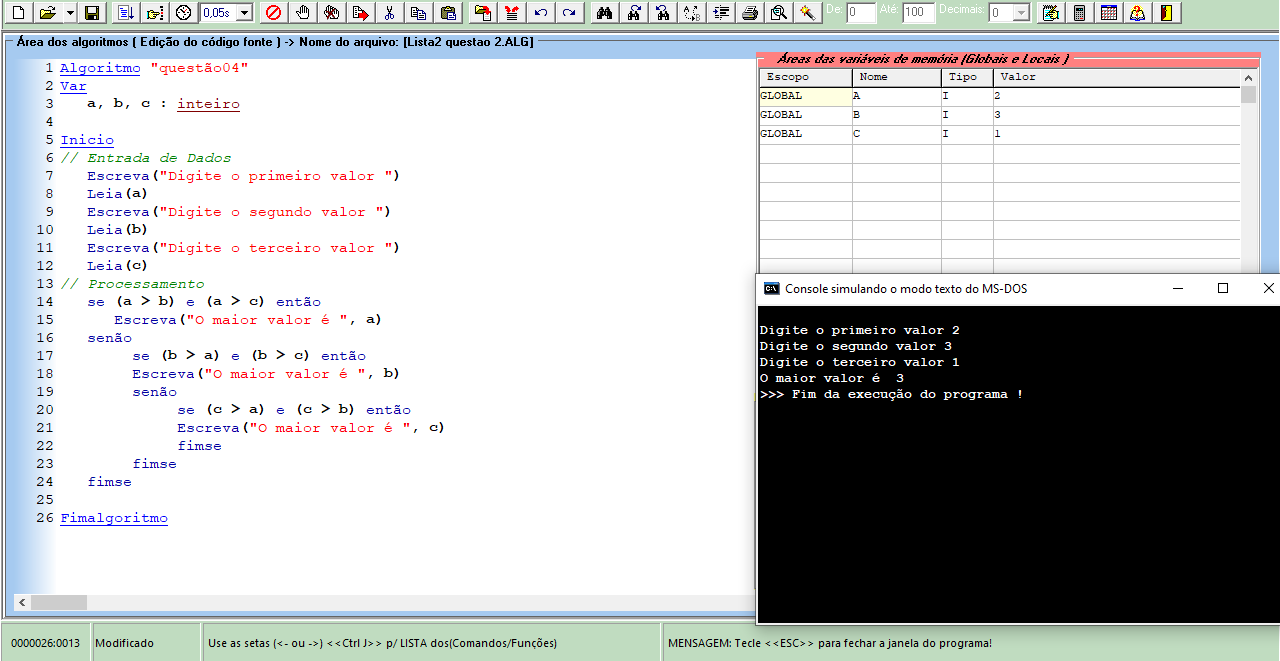 0,05s De: 0 Até: 100 Decimais: 0
Área dos algoritmos ( Edição do código fonte ) -> Nome do arquivo: [Lista2 questao 2.ALG]
1 Algoritmo "questão04"
2 Var
3 a, b, c : inteiro
4
5 Inicio
6 // Entrada de Dados
7 Escreva("Digite o primeiro valor ")
8 Leia(a)
9 Escreva("Digite o segundo valor ")
10 Leia(b)
11 Escreva("Digite o terceiro valor ")
12 Leia(c)
13 // Processamento
14 se (a > b) e (a > c) então
15 Escreva("O maior valor é ", a)
16 senão
17 se (b > a) e (b > c) então
18 Escreva("O maior valor é ", b)
19 senão
20 se (c > a) e (c > b) então
21 Escreva("O maior valor é ", c)
22 fimse
23 fimse
24 fimse
25
26 Fimalgoritmo
Áreas das variáveis de memória (Globais e Locais )
Escopo Nome Tipo Valor
GLOBAL A I 2
GLOBAL B I 3
GLOBAL C I 1
C:\ Console simulando o modo texto do MS-DOS
Digite o primeiro valor 2
Digite o segundo valor 3
Digite o terceiro valor 1
O maior valor é  3
>>> Fim da execução do programa !
0000026:0013 Modificado Use as setas (<- ou ->) <<Ctrl J>> p/ LISTA dos(Comandos/Funções) MENSAGEM: Tecle <<ESC>> para fechar a janela do programa!